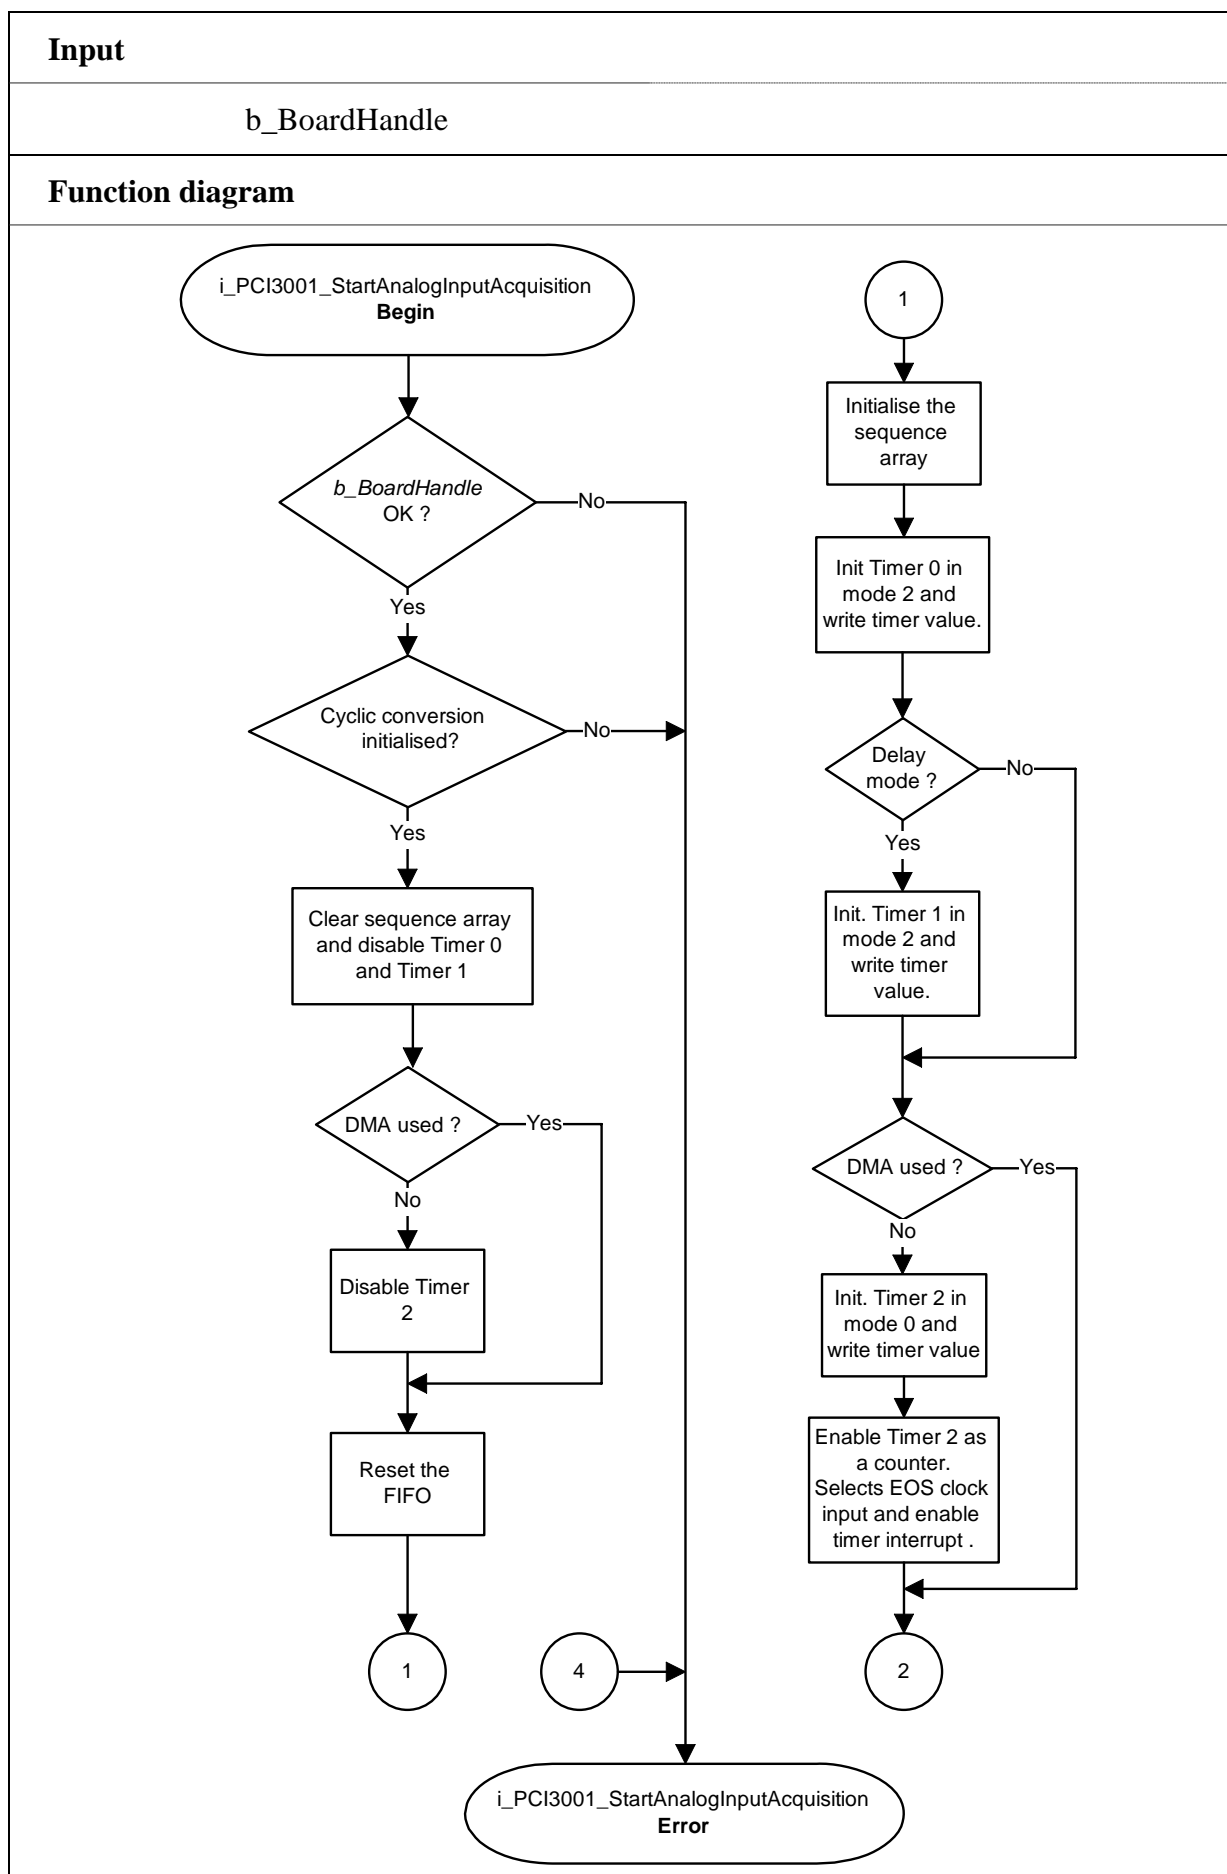 Input
b_BoardHandle
Function diagram
i_PCI3001_StartAnalogInputAcquisition
Begin
b_BoardHandle
OK ?
No
Yes
Cyclic conversion
initialised?
No
Yes
Clear sequence array
and disable Timer 0
and Timer 1
DMA used ?
Yes
No
Disable Timer
2
Reset the
FIFO
1
4
i_PCI3001_StartAnalogInputAcquisition
Error
1
Initialise the
sequence
array
Init Timer 0 in
mode 2 and
write timer value.
Delay
mode ?
No
Yes
Init. Timer 1 in
mode 2 and
write timer
value.
DMA used ?
Yes
No
Init. Timer 2 in
mode 0 and
write timer value
Enable Timer 2 as
a counter.
Selects EOS clock
input and enable
timer interrupt .
2